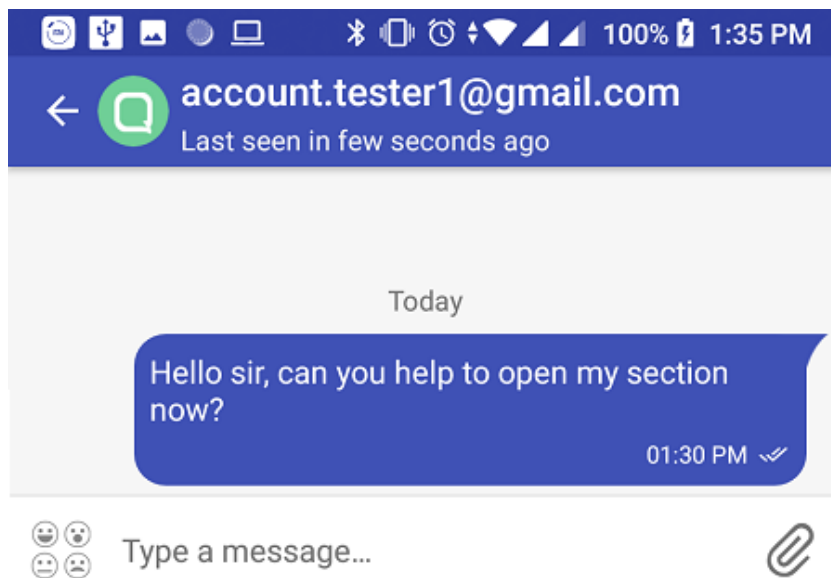 100% 1:35 PM
account.tester1@gmail.com
Last seen in few seconds ago
Today
Hello sir, can you help to open my section
now?
01:30 PM
Type a message...